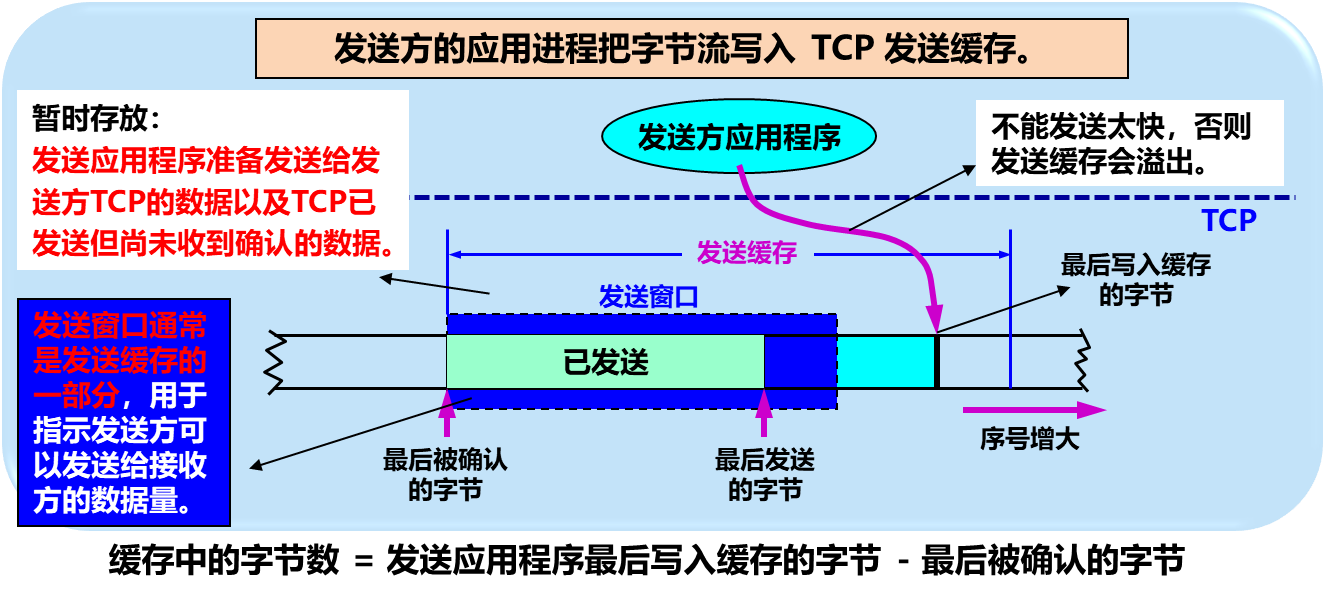 发送方的应用进程把字节流写入 TCP 发送缓存。
暂时存放：
发送应用程序准备发送给发
送方TCP的数据以及TCP已
发送但尚未收到确认的数据。
发送方应用程序
不能发送太快，否则
发送缓存会溢出。
TCP
发送缓存
最后写入缓存
的字节
发送窗口
发送窗口通常
是发送缓存的
一部分，用于
指示发送方可
以发送给接收
方的数据量。
已发送
最后被确认
的字节
最后发送
的字节
序号增大
缓存中的字节数 = 发送应用程序最后写入缓存的字节 - 最后被确认的字节